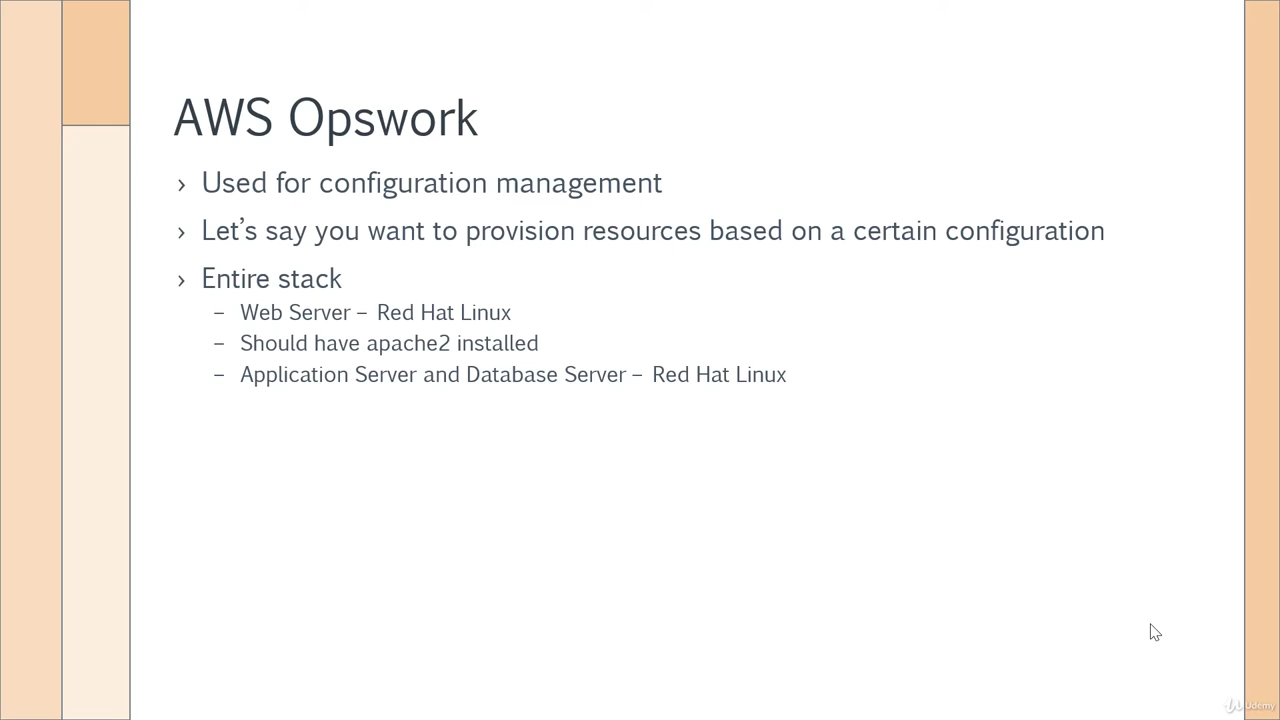 AWS Opswork
› Used for configuration management
› Let’s say you want to provision resources based on a certain configuration
› Entire stack
– Web Server – Red Hat Linux
– Should have apache2 installed
– Application Server and Database Server – Red Hat Linux
Udemy